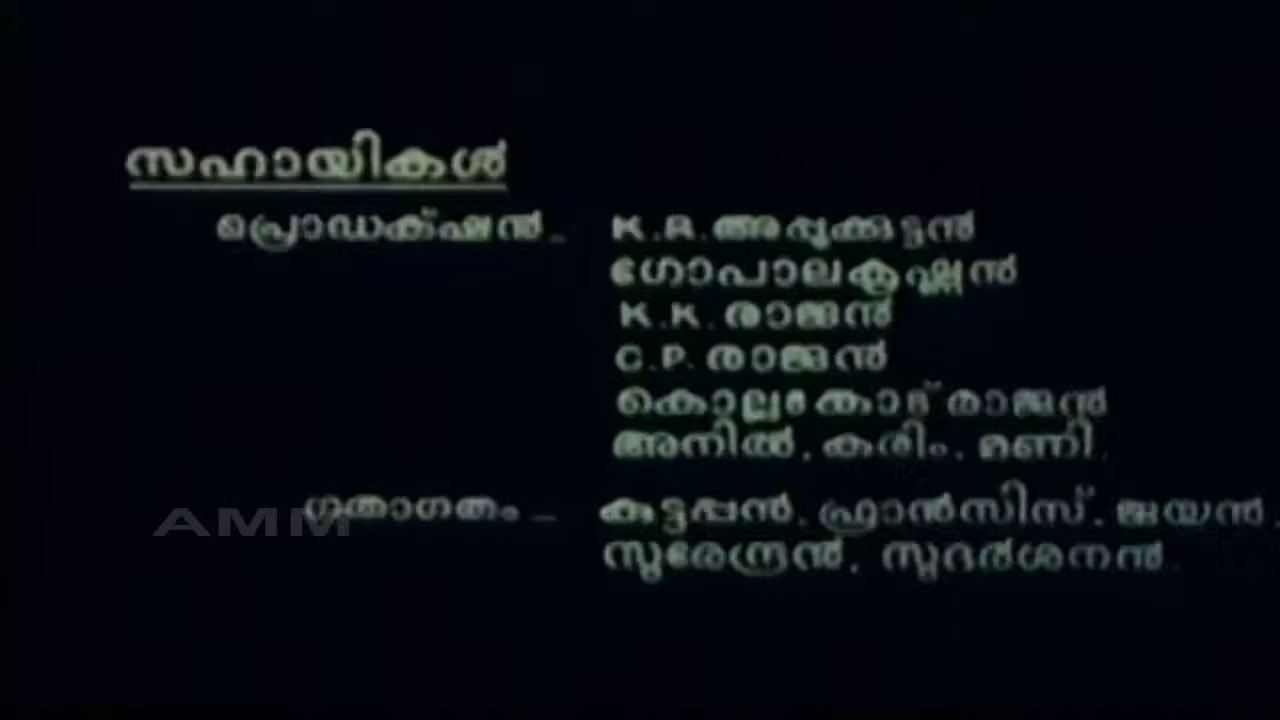 സഹായികൾ
പ്രൊഡക്ഷൻ – K.R. അപ്പുക്കുട്ടൻ
ഗോപാലകൃഷ്ണൻ
K.K. രാജൻ
C.P. രാജൻ
കൊല്ലങ്കോട് രാജൻ
അനിൽ, കരീം, മണി.
ഗതാഗതം – കുട്ടപ്പൻ, ഫ്രാൻസിസ്, ജയൻ,
സുരേന്ദ്രൻ, സുദർശനൻ.
AMM